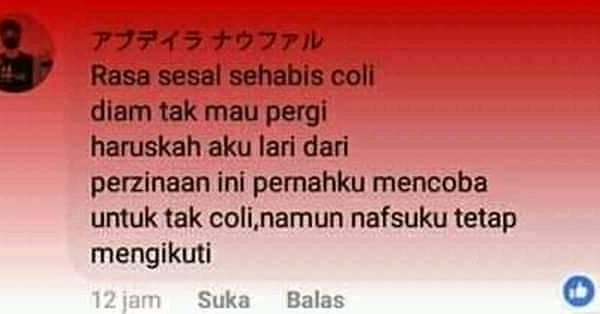 アブデイラ ナウファル
Rasa sesal sehabis coli
diam tak mau pergi
haruskah aku lari dari
perzinaan ini pernahku mencoba
untuk tak coli,namun nafsuku tetap
mengikuti
12 jam Suka Balas